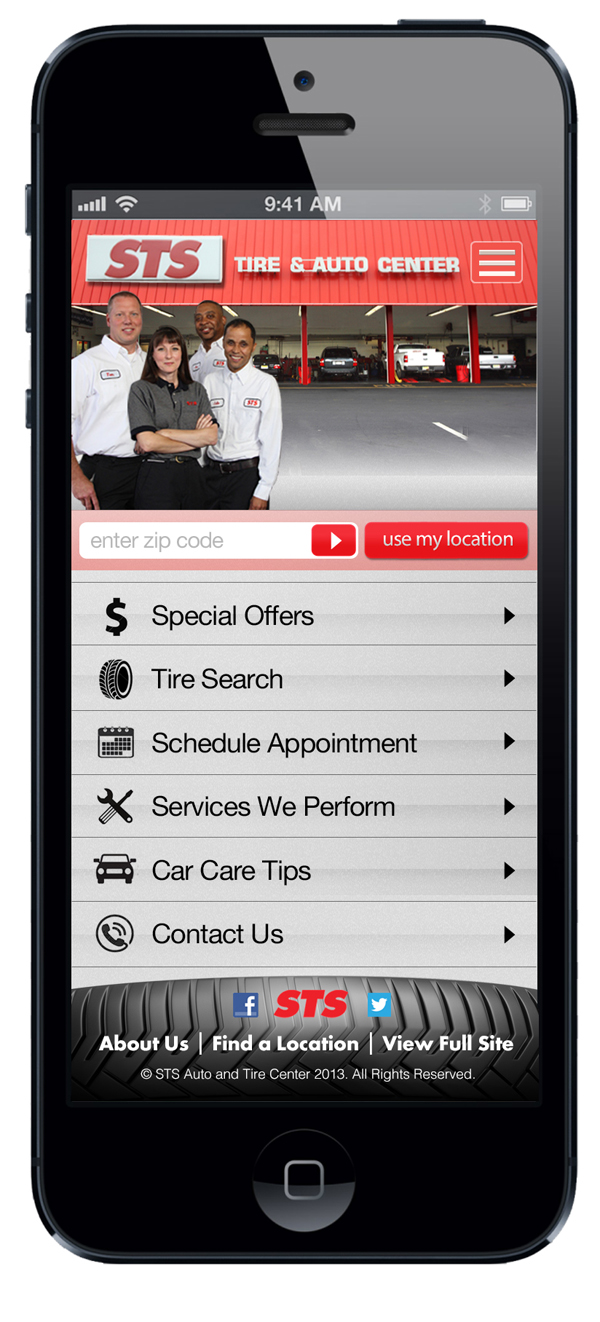 9:41 AM
STS TIRE & AUTO CENTER
STS
enter zip code
use my location
Special Offers
Tire Search
Schedule Appointment
Services We Perform
Car Care Tips
Contact Us
f STS
About Us | Find a Location | View Full Site
© STS Auto and Tire Center 2013. All Rights Reserved.